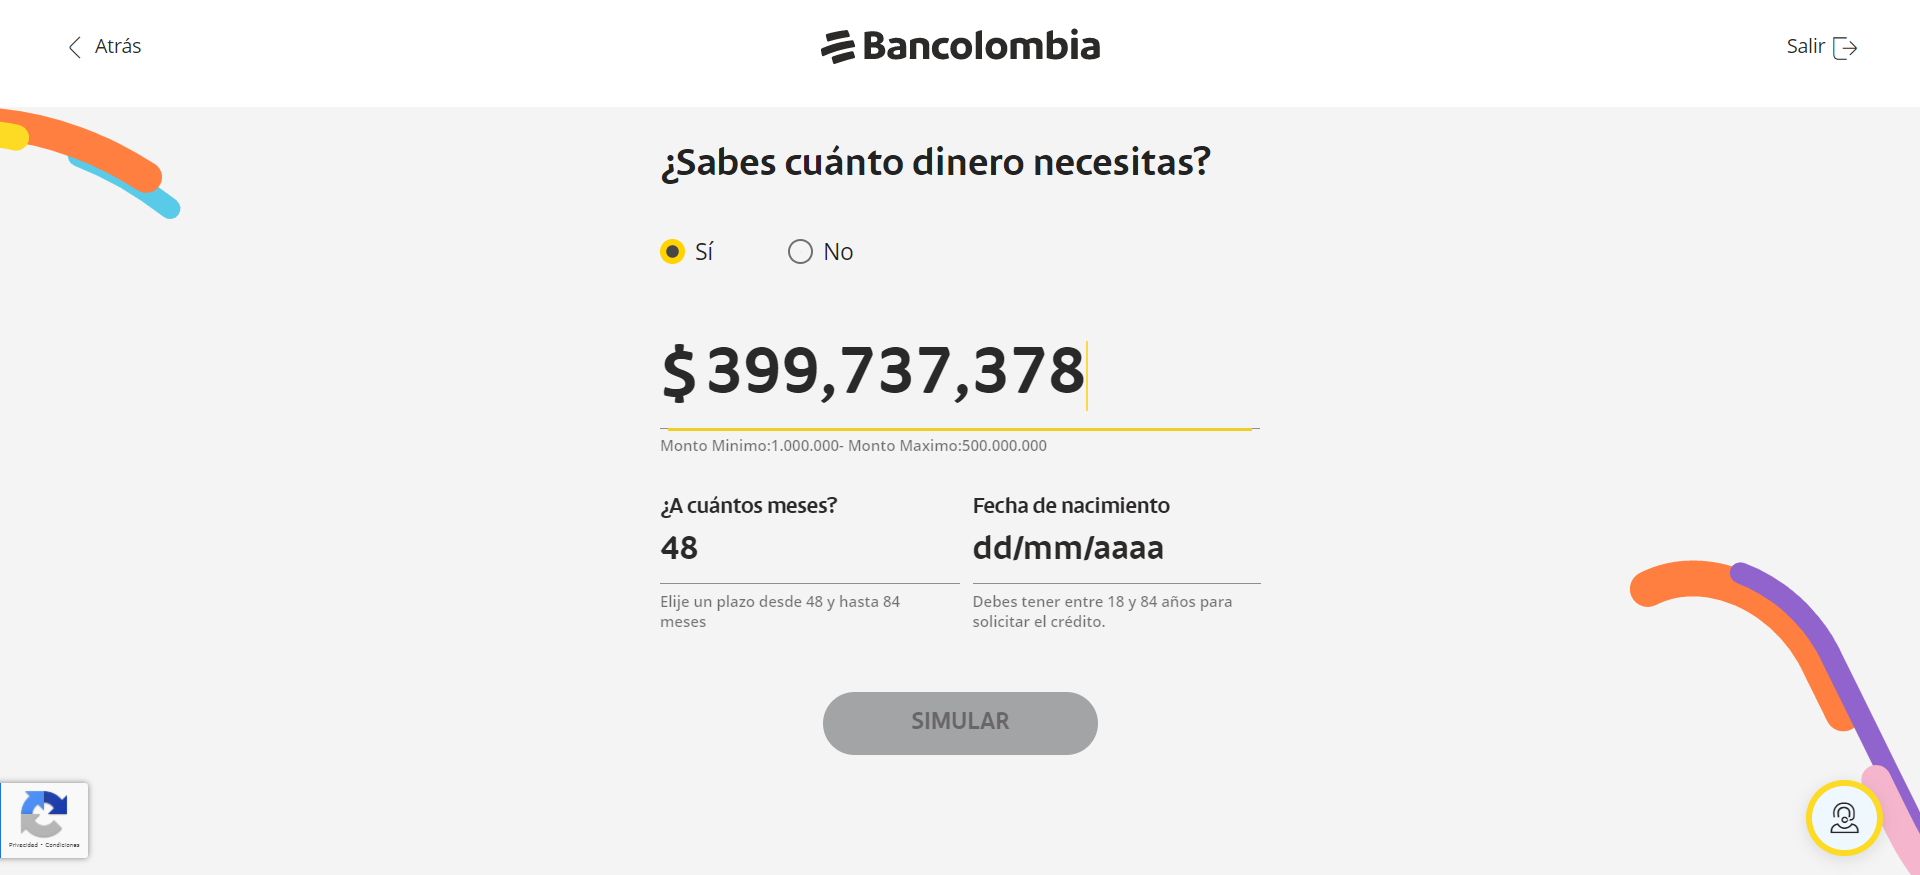 Atrás
Bancolombia
Salir
¿Sabes cuánto dinero necesitas?
Sí
No
$ 399,737,378
Monto Minimo:1.000.000- Monto Maximo:500.000.000
¿A cuántos meses?
48
Elije un plazo desde 48 y hasta 84
meses
Fecha de nacimiento
dd/mm/aaaa
Debes tener entre 18 y 84 años para
solicitar el crédito.
SIMULAR
Privacidad - Condiciones